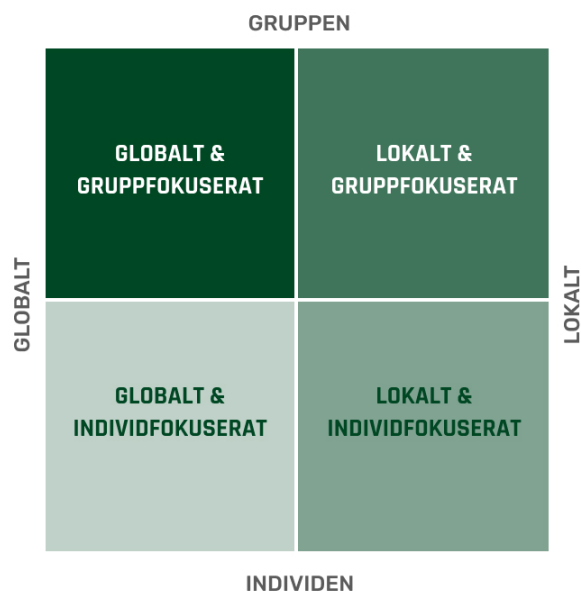 GRUPPEN
GLOBALT &
GRUPPFOKUSERAT
LOKALT &
GRUPPFOKUSERAT
GLOBALT
LOKALT
GLOBALT &
INDIVIDFOKUSERAT
LOKALT &
INDIVIDFOKUSERAT
INDIVIDEN